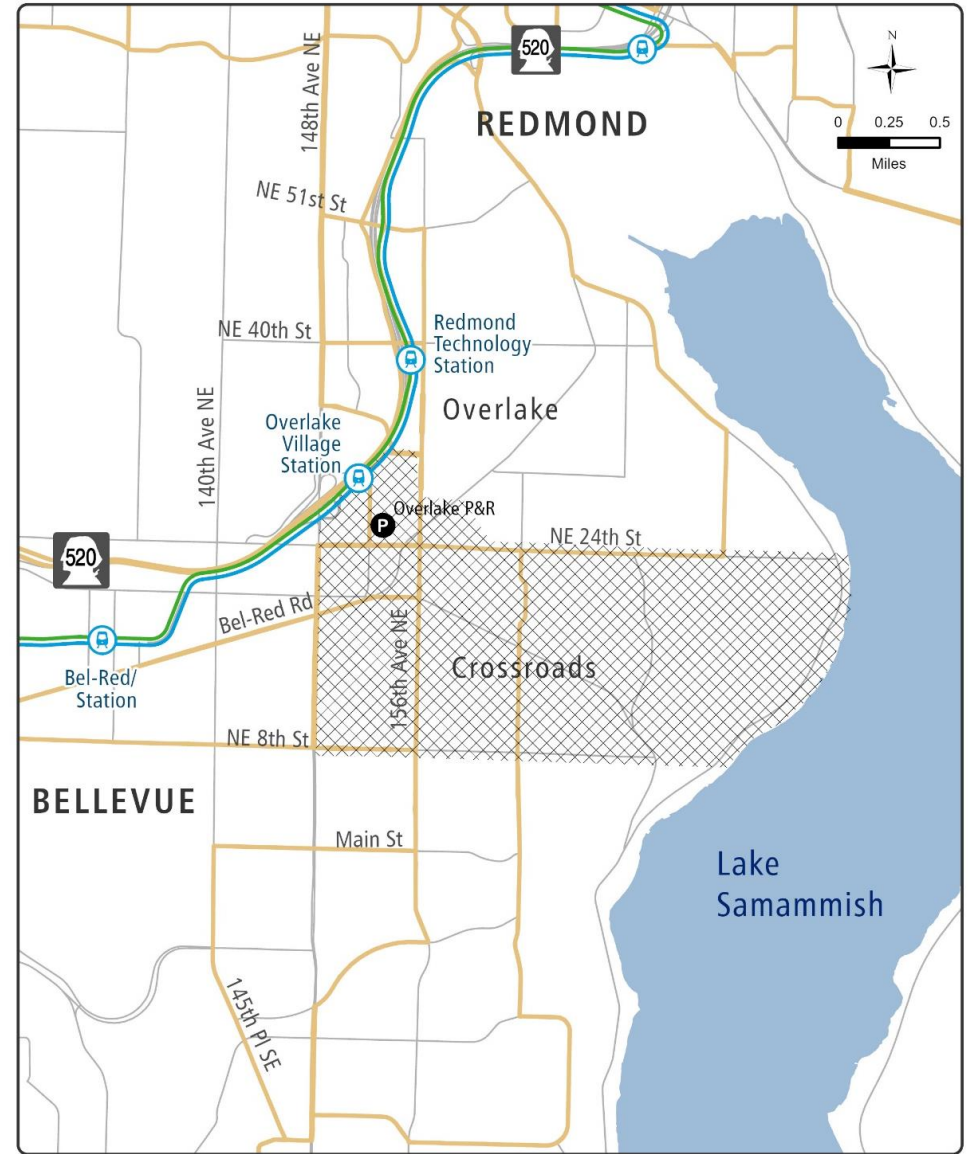 520
N
148th Ave NE
REDMOND
0 0.25 0.5
Miles
NE 51st St
NE 40th St
Redmond
Technology
Station
140th Ave NE
Overlake
Overlake
Village
Station
Overlake P&R
P
NE 24th St
520
Bel-Red Rd
156th Ave NE
Crossroads
Bel-Red/
Station
NE 8th St
BELLEVUE
Main St
Lake
Samammish
145th Pl SE